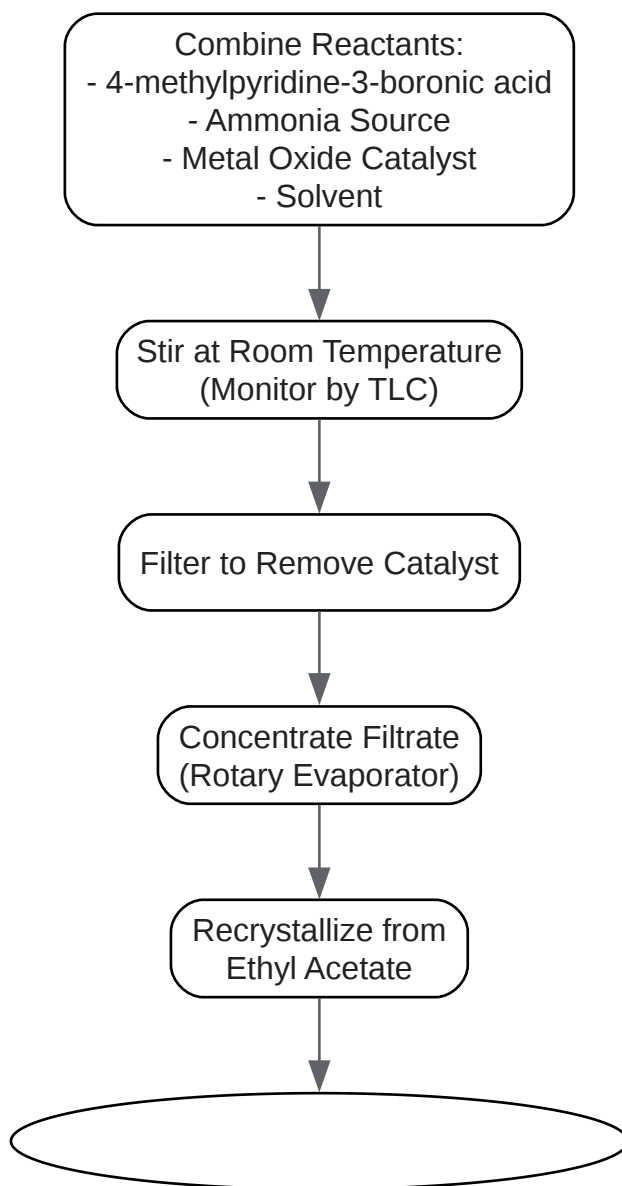 Combine Reactants:
- 4-methylpyridine-3-boronic acid
- Ammonia Source
- Metal Oxide Catalyst
- Solvent
Stir at Room Temperature
(Monitor by TLC)
Filter to Remove Catalyst
Concentrate Filtrate
(Rotary Evaporator)
Recrystallize from
Ethyl Acetate